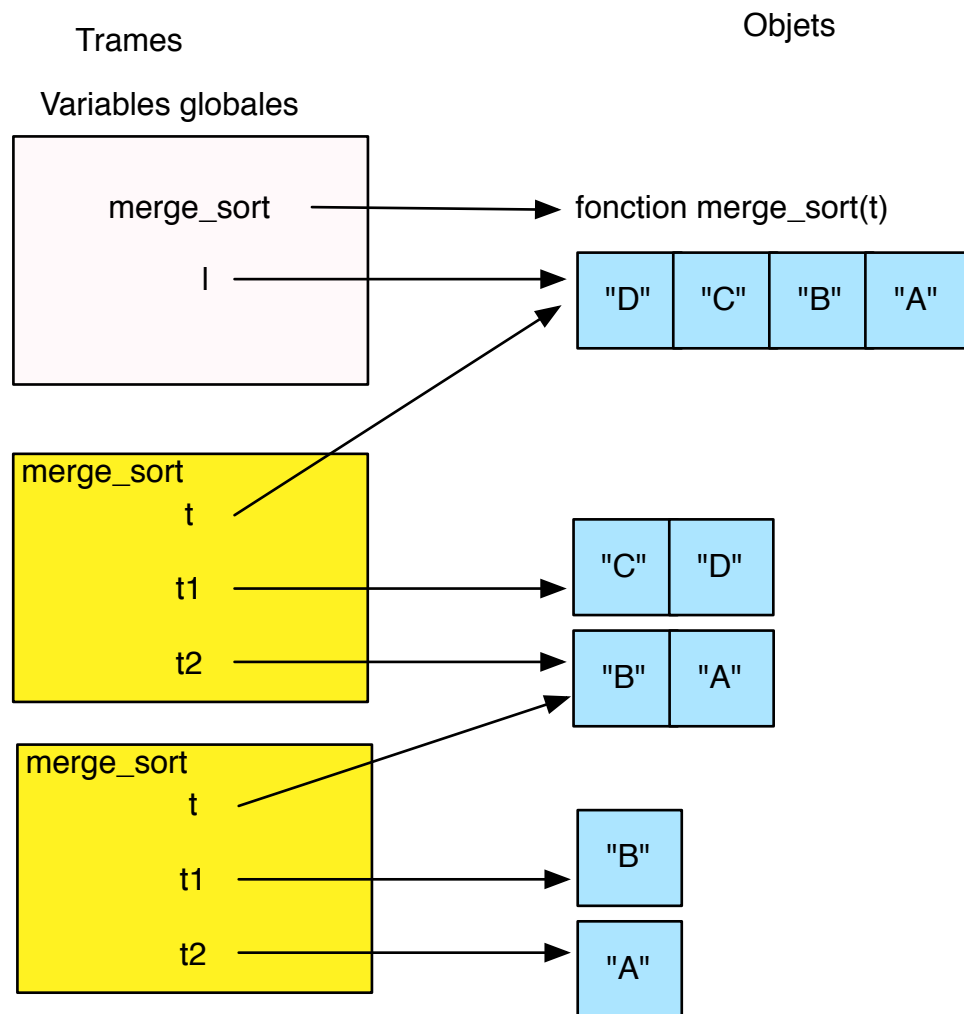 Trames
Objets
Variables globales
merge_sort
fonction merge_sort(t)
l
"D" "C" "B" "A"
merge_sort
t
t1
"C" "D"
t2
"B" "A"
merge_sort
t
t1
"B"
t2
"A"